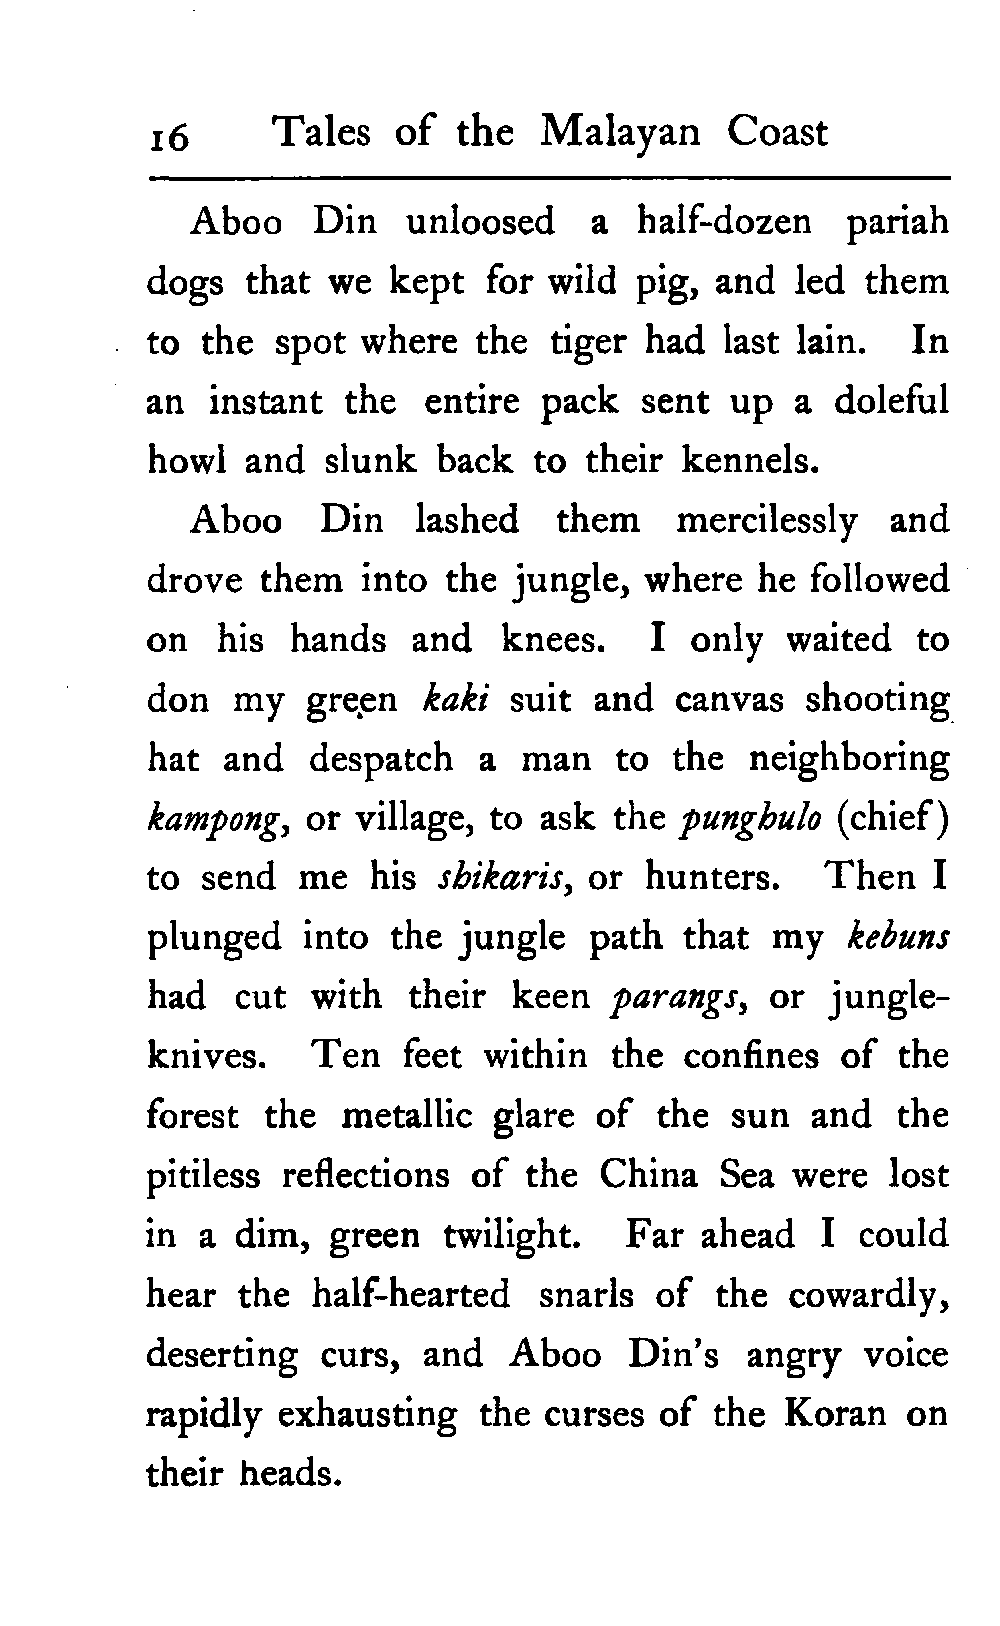 16 Tales of the Malayan Coast
Aboo Din unloosed a half-dozen pariah
dogs that we kept for wild pig, and led them
to the spot where the tiger had last lain. In
an instant the entire pack sent up a doleful
howl and slunk back to their kennels.
Aboo Din lashed them mercilessly and
drove them into the jungle, where he followed
on his hands and knees. I only waited to
don my green kaki suit and canvas shooting
hat and despatch a man to the neighboring
kampong, or village, to ask the punghulo (chief)
to send me his shikaris, or hunters. Then I
plunged into the jungle path that my kebuns
had cut with their keen parangs, or jungle-
knives. Ten feet within the confines of the
forest the metallic glare of the sun and the
pitiless reflections of the China Sea were lost
in a dim, green twilight. Far ahead I could
hear the half-hearted snarls of the cowardly,
deserting curs, and Aboo Din's angry voice
rapidly exhausting the curses of the Koran on
their heads.